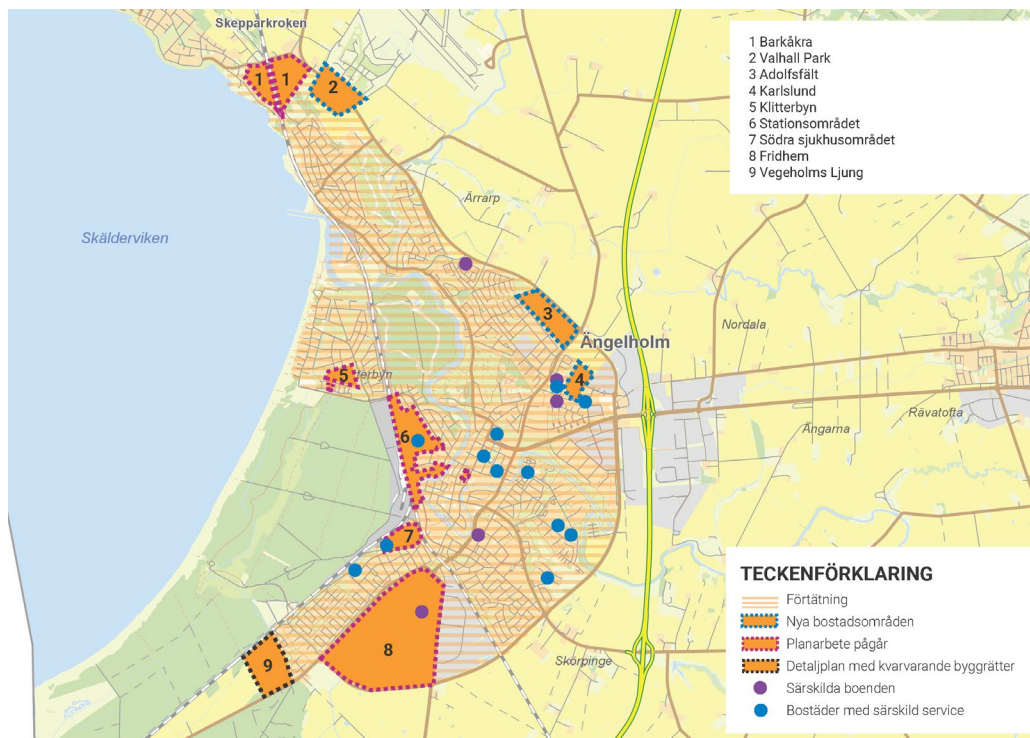 Skepparkroken
1 Barkåkra
2 Valhall Park
3 Adolfsfält
4 Karlslund
5 Klitterbyn
6 Stationsområdet
7 Södra sjukhusområdet
8 Fridhem
9 Vegeholms Ljung
1
1
2
Ärrarp
Skälderviken
3
Nordala
Ängelholm
5
terbyn
4
Rävatofta
Ängarna
6
7
8
9
Skörpinge
TECKENFÖRKLARING
Förtätning
Nya bostadsområden
Planarbete pågår
Detaljplan med kvarvarande byggrätter
Särskilda boenden
Bostäder med särskild service